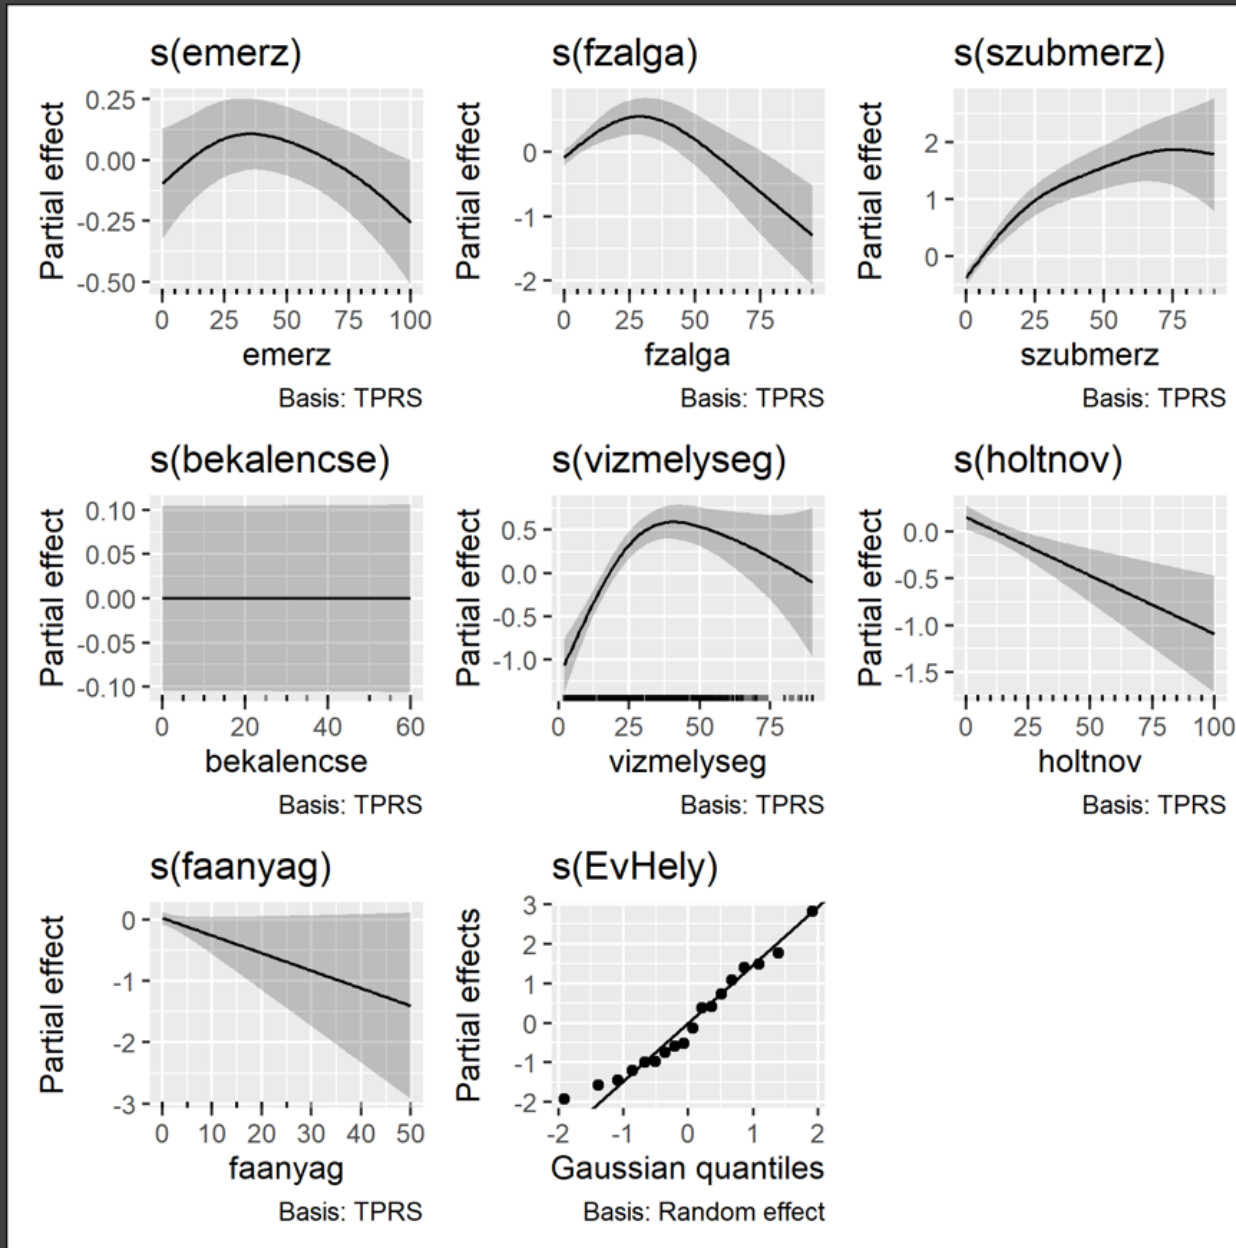 s(emerz)
Partial effect
0.25
0.00
-0.25
-0.50
0 25 50 75 100
emerz
Basis: TPRS
s(fzalga)
Partial effect
0
-1
-2
0 25 50 75
fzalga
Basis: TPRS
s(szubmerz)
Partial effect
2
1
0
0 25 50 75
szubmerz
Basis: TPRS
s(bekalencse)
Partial effect
0.10
0.05
0.00
-0.05
-0.10
0 20 40 60
bekalencse
Basis: TPRS
s(vizmelyseg)
Partial effect
0.5
0.0
-0.5
-1.0
0 25 50 75
vizmelyseg
Basis: TPRS
s(holtnov)
Partial effect
0.0
-0.5
-1.0
-1.5
0 25 50 75 100
holtnov
Basis: TPRS
s(faanyag)
Partial effect
0
-1
-2
-3
0 10 20 30 40 50
faanyag
Basis: TPRS
s(EvHely)
Partial effects
3
2
1
0
-1
-2
-2 -1 0 1 2
Gaussian quantiles
Basis: Random effect